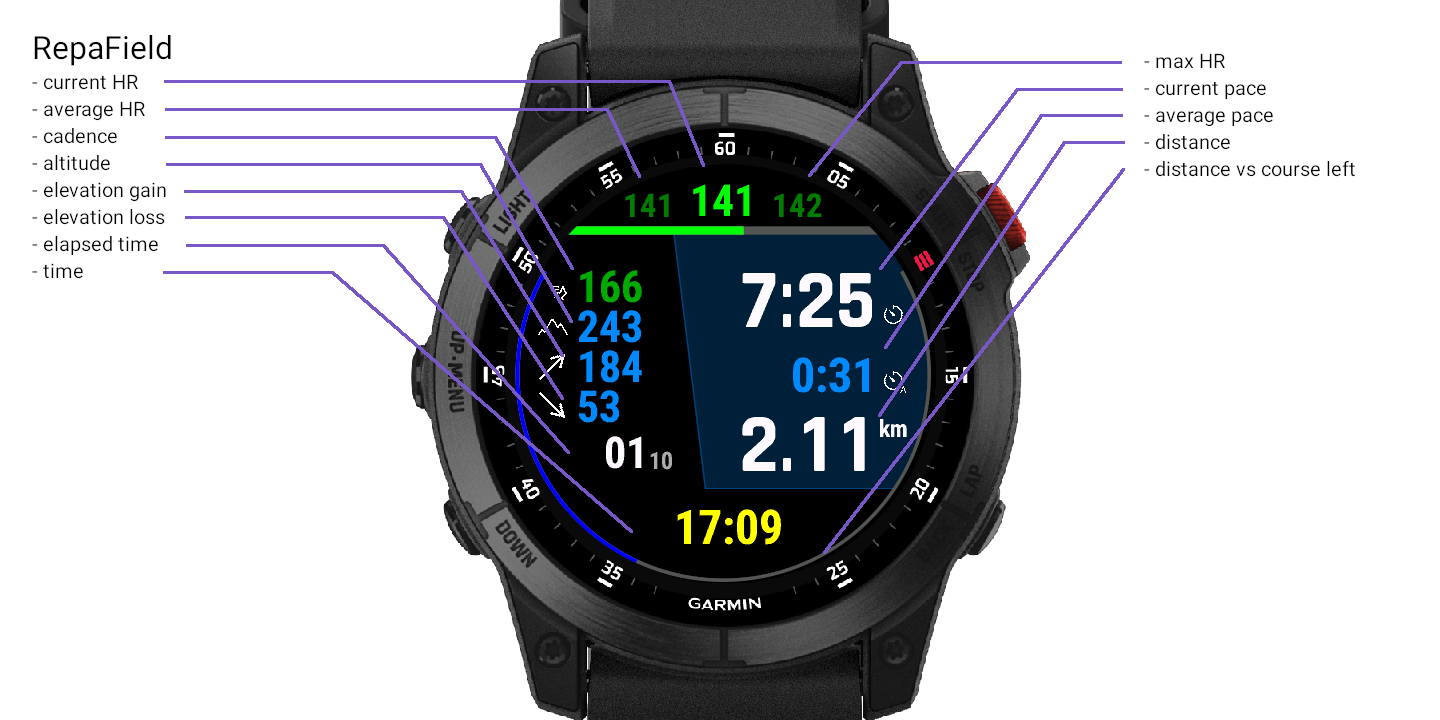 RepaField
- current HR
- average HR
- cadence
- altitude
- elevation gain
- elevation loss
- elapsed time
- time
- max HR
- current pace
- average pace
- distance
- distance vs course left
60
55
05
50
15
40
20
35
25
LIGHT
UP·MENU
DOWN
LAP
141 141 142
166
243
184
53
01 10
7:25
0:31
A
2.11 km
17:09
GARMIN